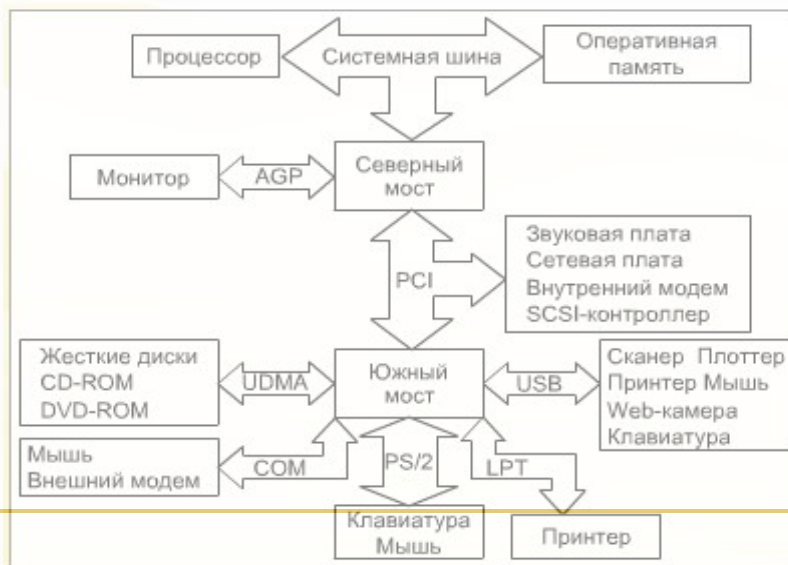 Процессор
Системная шина
Оперативная
память
Монитор
AGP
Северный
мост
PCI
Звуковая плата
Сетевая плата
Внутренний модем
SCSI-контроллер
Жесткие диски
CD-ROM
DVD-ROM
UDMA
Южный
мост
USB
Сканер Плоттер
Принтер Мышь
Web-камера
Клавиатура
Мышь
Внешний модем
COM
PS/2
LPT
Клавиатура
Мышь
Принтер